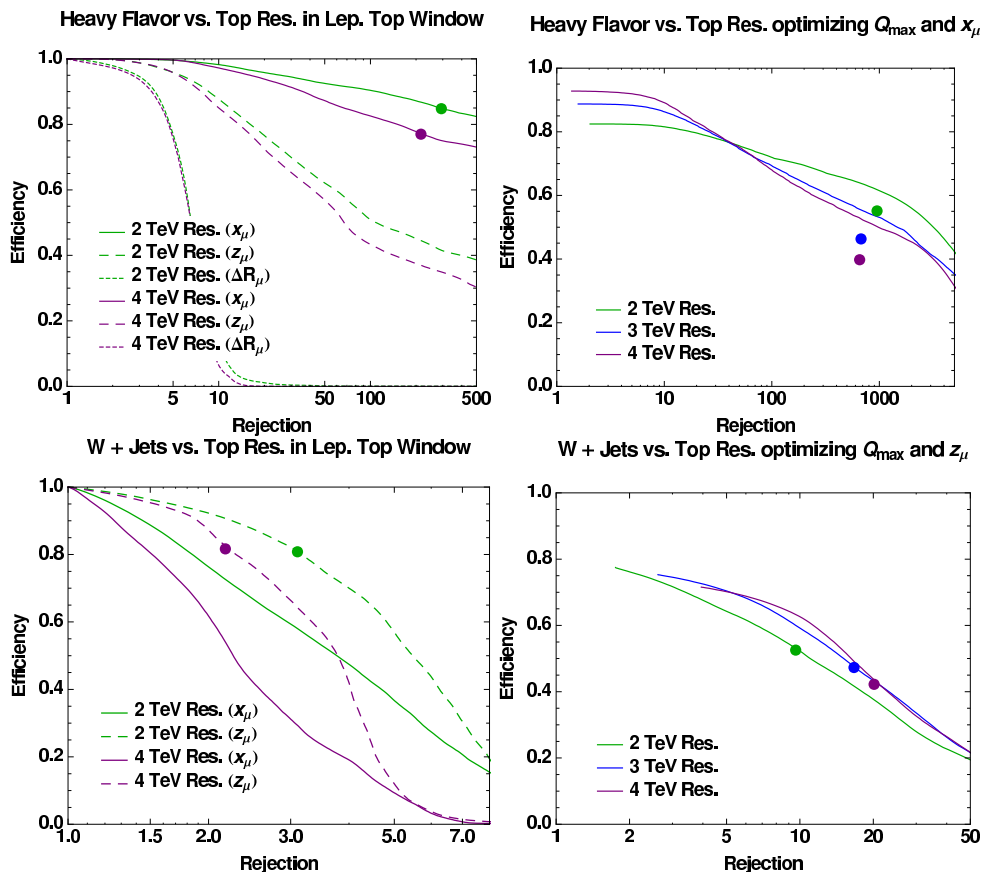 Heavy Flavor vs. Top Res. in Lep. Top Window
Efficiency
1.0
0.8
0.6
0.4
0.2
0.0
2 TeV Res. (xμ)
2 TeV Res. (zμ)
2 TeV Res. (ΔRμ)
4 TeV Res. (xμ)
4 TeV Res. (zμ)
4 TeV Res. (ΔRμ)
1 5 10 50 100 500
Rejection
Heavy Flavor vs. Top Res. optimizing Qmax and xμ
Efficiency
1.0
0.8
0.6
0.4
0.2
0.0
2 TeV Res.
3 TeV Res.
4 TeV Res.
1 10 100 1000
Rejection
W + Jets vs. Top Res. in Lep. Top Window
Efficiency
1.0
0.8
0.6
0.4
0.2
0.0
2 TeV Res. (xμ)
2 TeV Res. (zμ)
4 TeV Res. (xμ)
4 TeV Res. (zμ)
1.0 1.5 2.0 3.0 5.0 7.0
Rejection
W + Jets vs. Top Res. optimizing Qmax and zμ
Efficiency
1.0
0.8
0.6
0.4
0.2
0.0
2 TeV Res.
3 TeV Res.
4 TeV Res.
1 2 5 10 20 50
Rejection